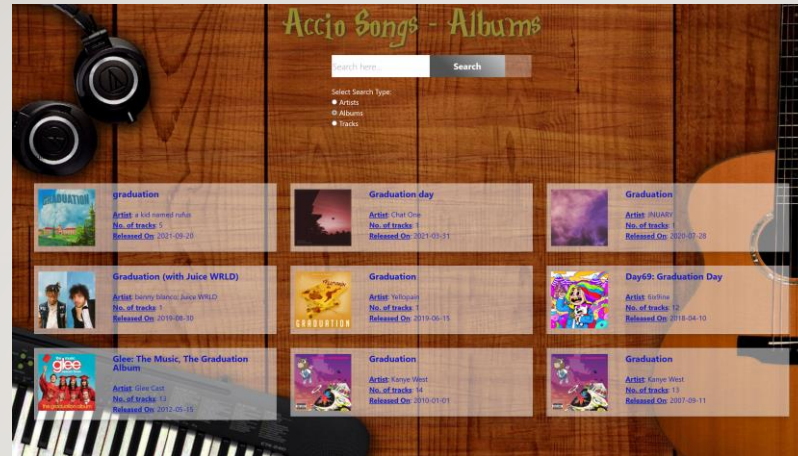 Accio Songs - Albums
Search here...
Search
Select Search Type:
Artists
Albums
Tracks
GRADUATION
graduation
Artist: a kid named rufus
No. of tracks: 5
Released On: 2021-09-20
Graduation day
Artist: Chat One
No. of tracks: 1
Released On: 2021-03-31
Graduation
Artist: JNUARY
No. of tracks: 1
Released On: 2020-07-28
Graduation (with Juice WRLD)
Artist: benny blanco, Juice WRLD
No. of tracks: 1
Released On: 2019-08-30
GRADUATION
Graduation
Artist: Yellopain
No. of tracks: 1
Released On: 2019-06-15
Day69: Graduation Day
Artist: 6ix9ine
No. of tracks: 12
Released On: 2018-04-10
glee
the graduation album
Glee: The Music, The Graduation
Album
Artist: Glee Cast
No. of tracks: 13
Released On: 2012-05-15
Graduation
Artist: Kanye West
No. of tracks: 14
Released On: 2010-01-01
Graduation
Artist: Kanye West
No. of tracks: 13
Released On: 2007-09-11